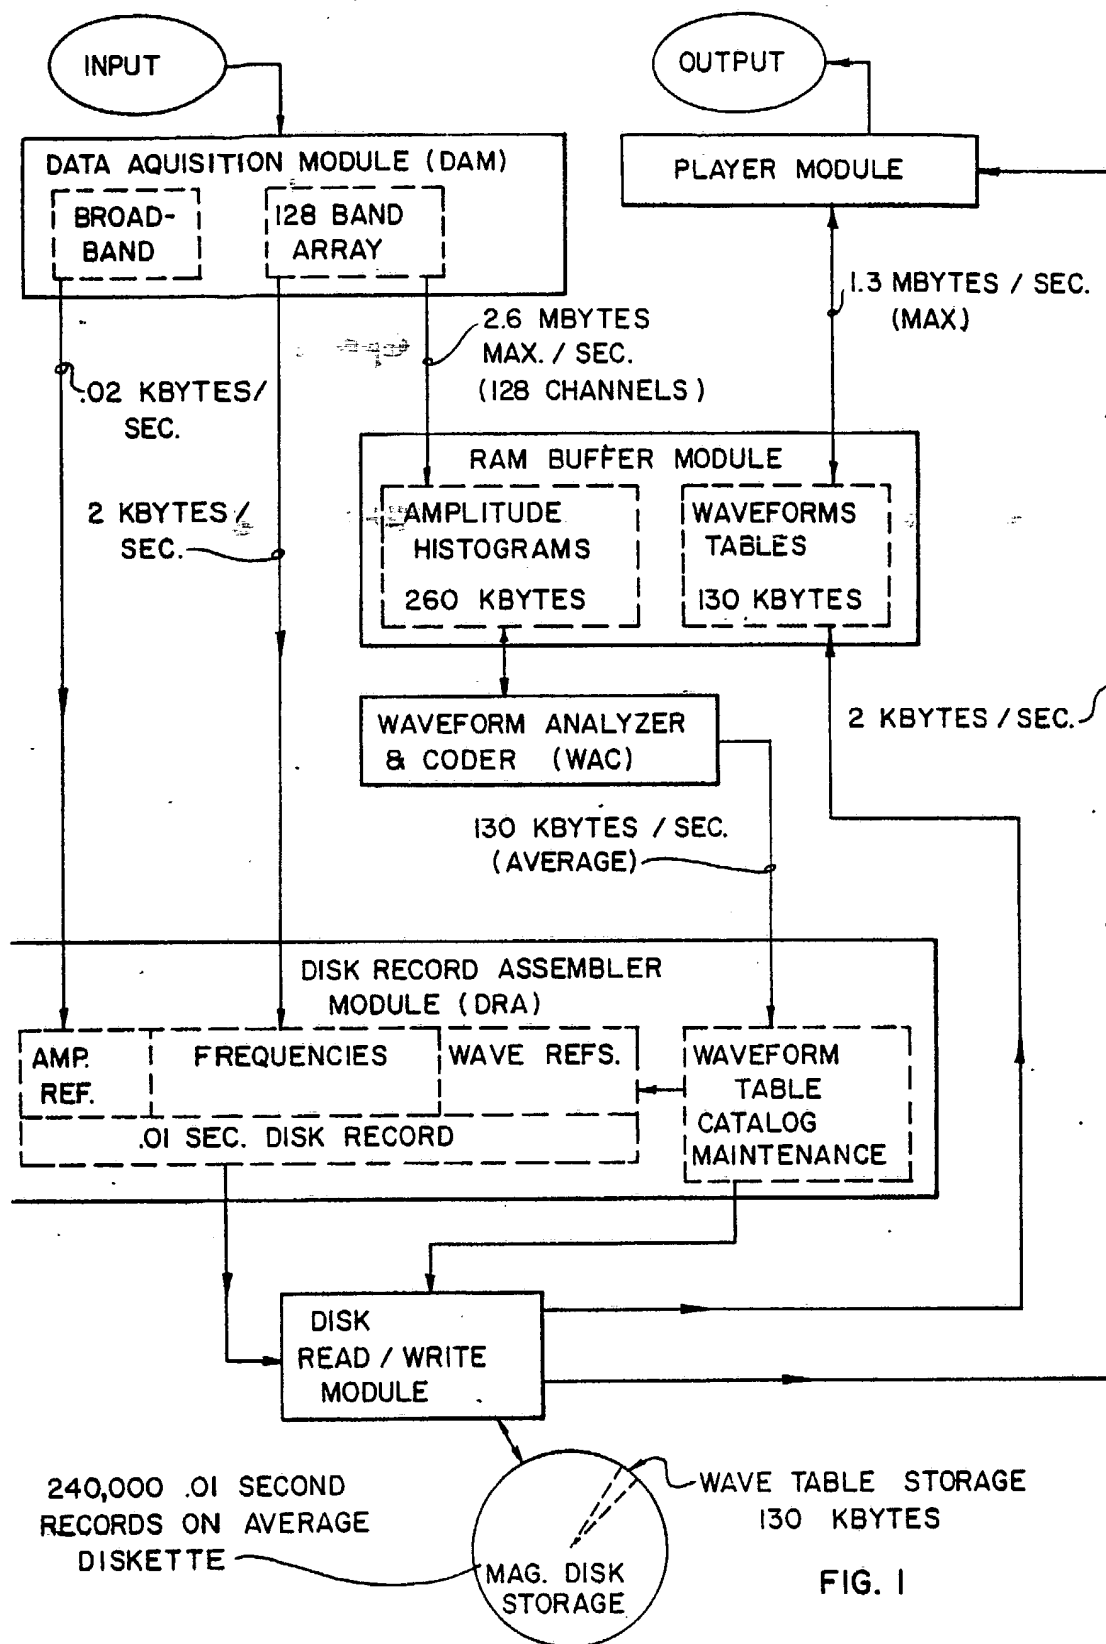 INPUT
OUTPUT
DATA AQUISITION MODULE (DAM)
BROAD-
BAND
128 BAND
ARRAY
PLAYER MODULE
1.3 MBYTES / SEC.
(MAX.)
2.6 MBYTES
MAX. / SEC.
(128 CHANNELS)
.02 KBYTES/
SEC.
2 KBYTES /
SEC.
RAM BUFFER MODULE
AMPLITUDE
HISTOGRAMS
260 KBYTES
WAVEFORMS
TABLES
130 KBYTES
WAVEFORM ANALYZER
& CODER (WAC)
2 KBYTES / SEC.
130 KBYTES / SEC.
(AVERAGE)
DISK RECORD ASSEMBLER
MODULE (DRA)
AMP.
REF.
FREQUENCIES
WAVE REFS.
WAVEFORM
TABLE
CATALOG
MAINTENANCE
.01 SEC. DISK RECORD
DISK
READ / WRITE
MODULE
240,000 .01 SECOND
RECORDS ON AVERAGE
DISKETTE
WAVE TABLE STORAGE
130 KBYTES
MAG. DISK
STORAGE
FIG. 1